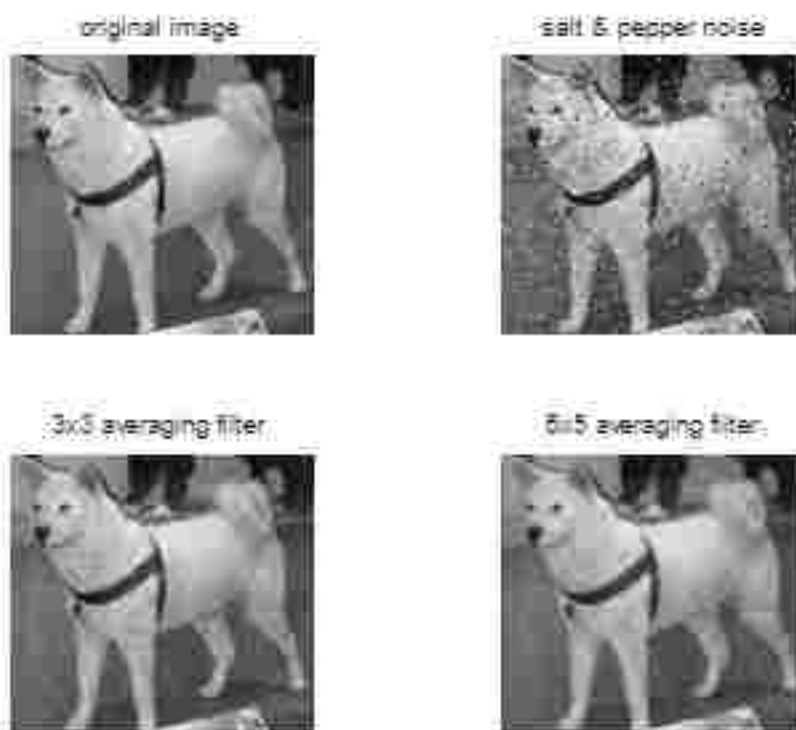 original image
salt & pepper noise
3x3 averaging filter
5x5 averaging filter